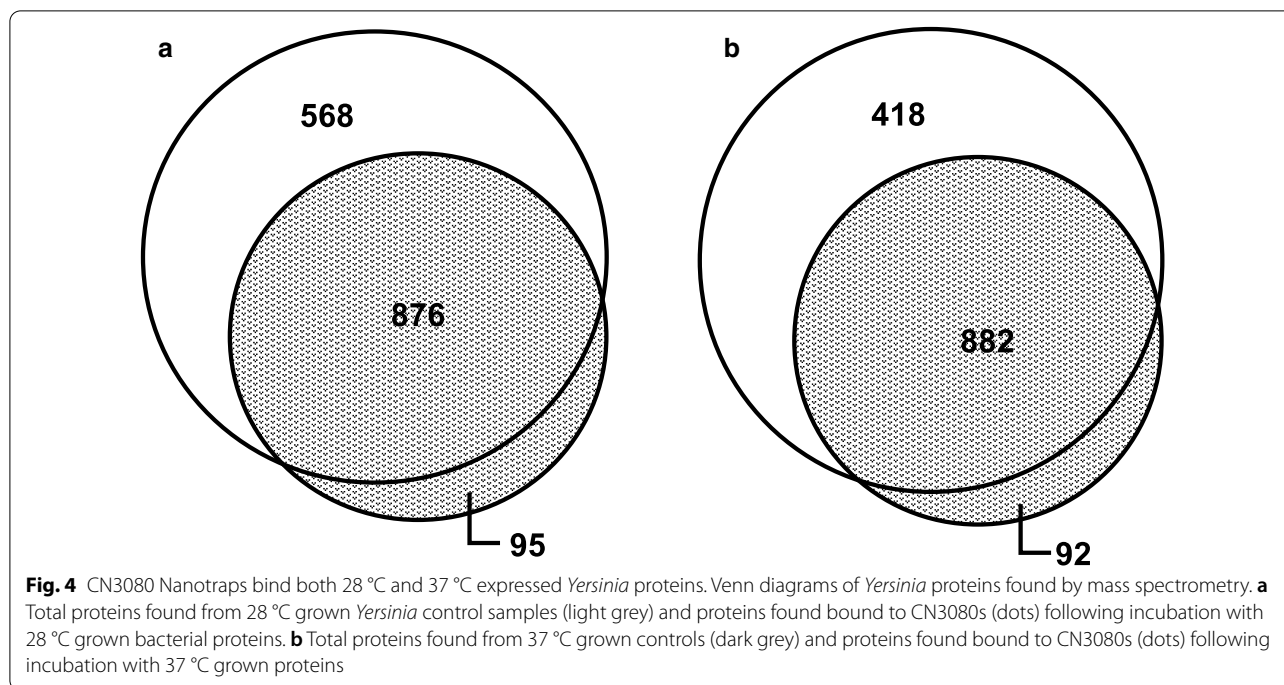 a
b
568
418
876
882
95
92
Fig. 4 CN3080 Nanotraps bind both 28 °C and 37 °C expressed Yersinia proteins. Venn diagrams of Yersinia proteins found by mass spectrometry. a
Total proteins found from 28 °C grown Yersinia control samples (light grey) and proteins found bound to CN3080s (dots) following incubation with
28 °C grown bacterial proteins. b Total proteins found from 37 °C grown controls (dark grey) and proteins found bound to CN3080s (dots) following
incubation with 37 °C grown proteins